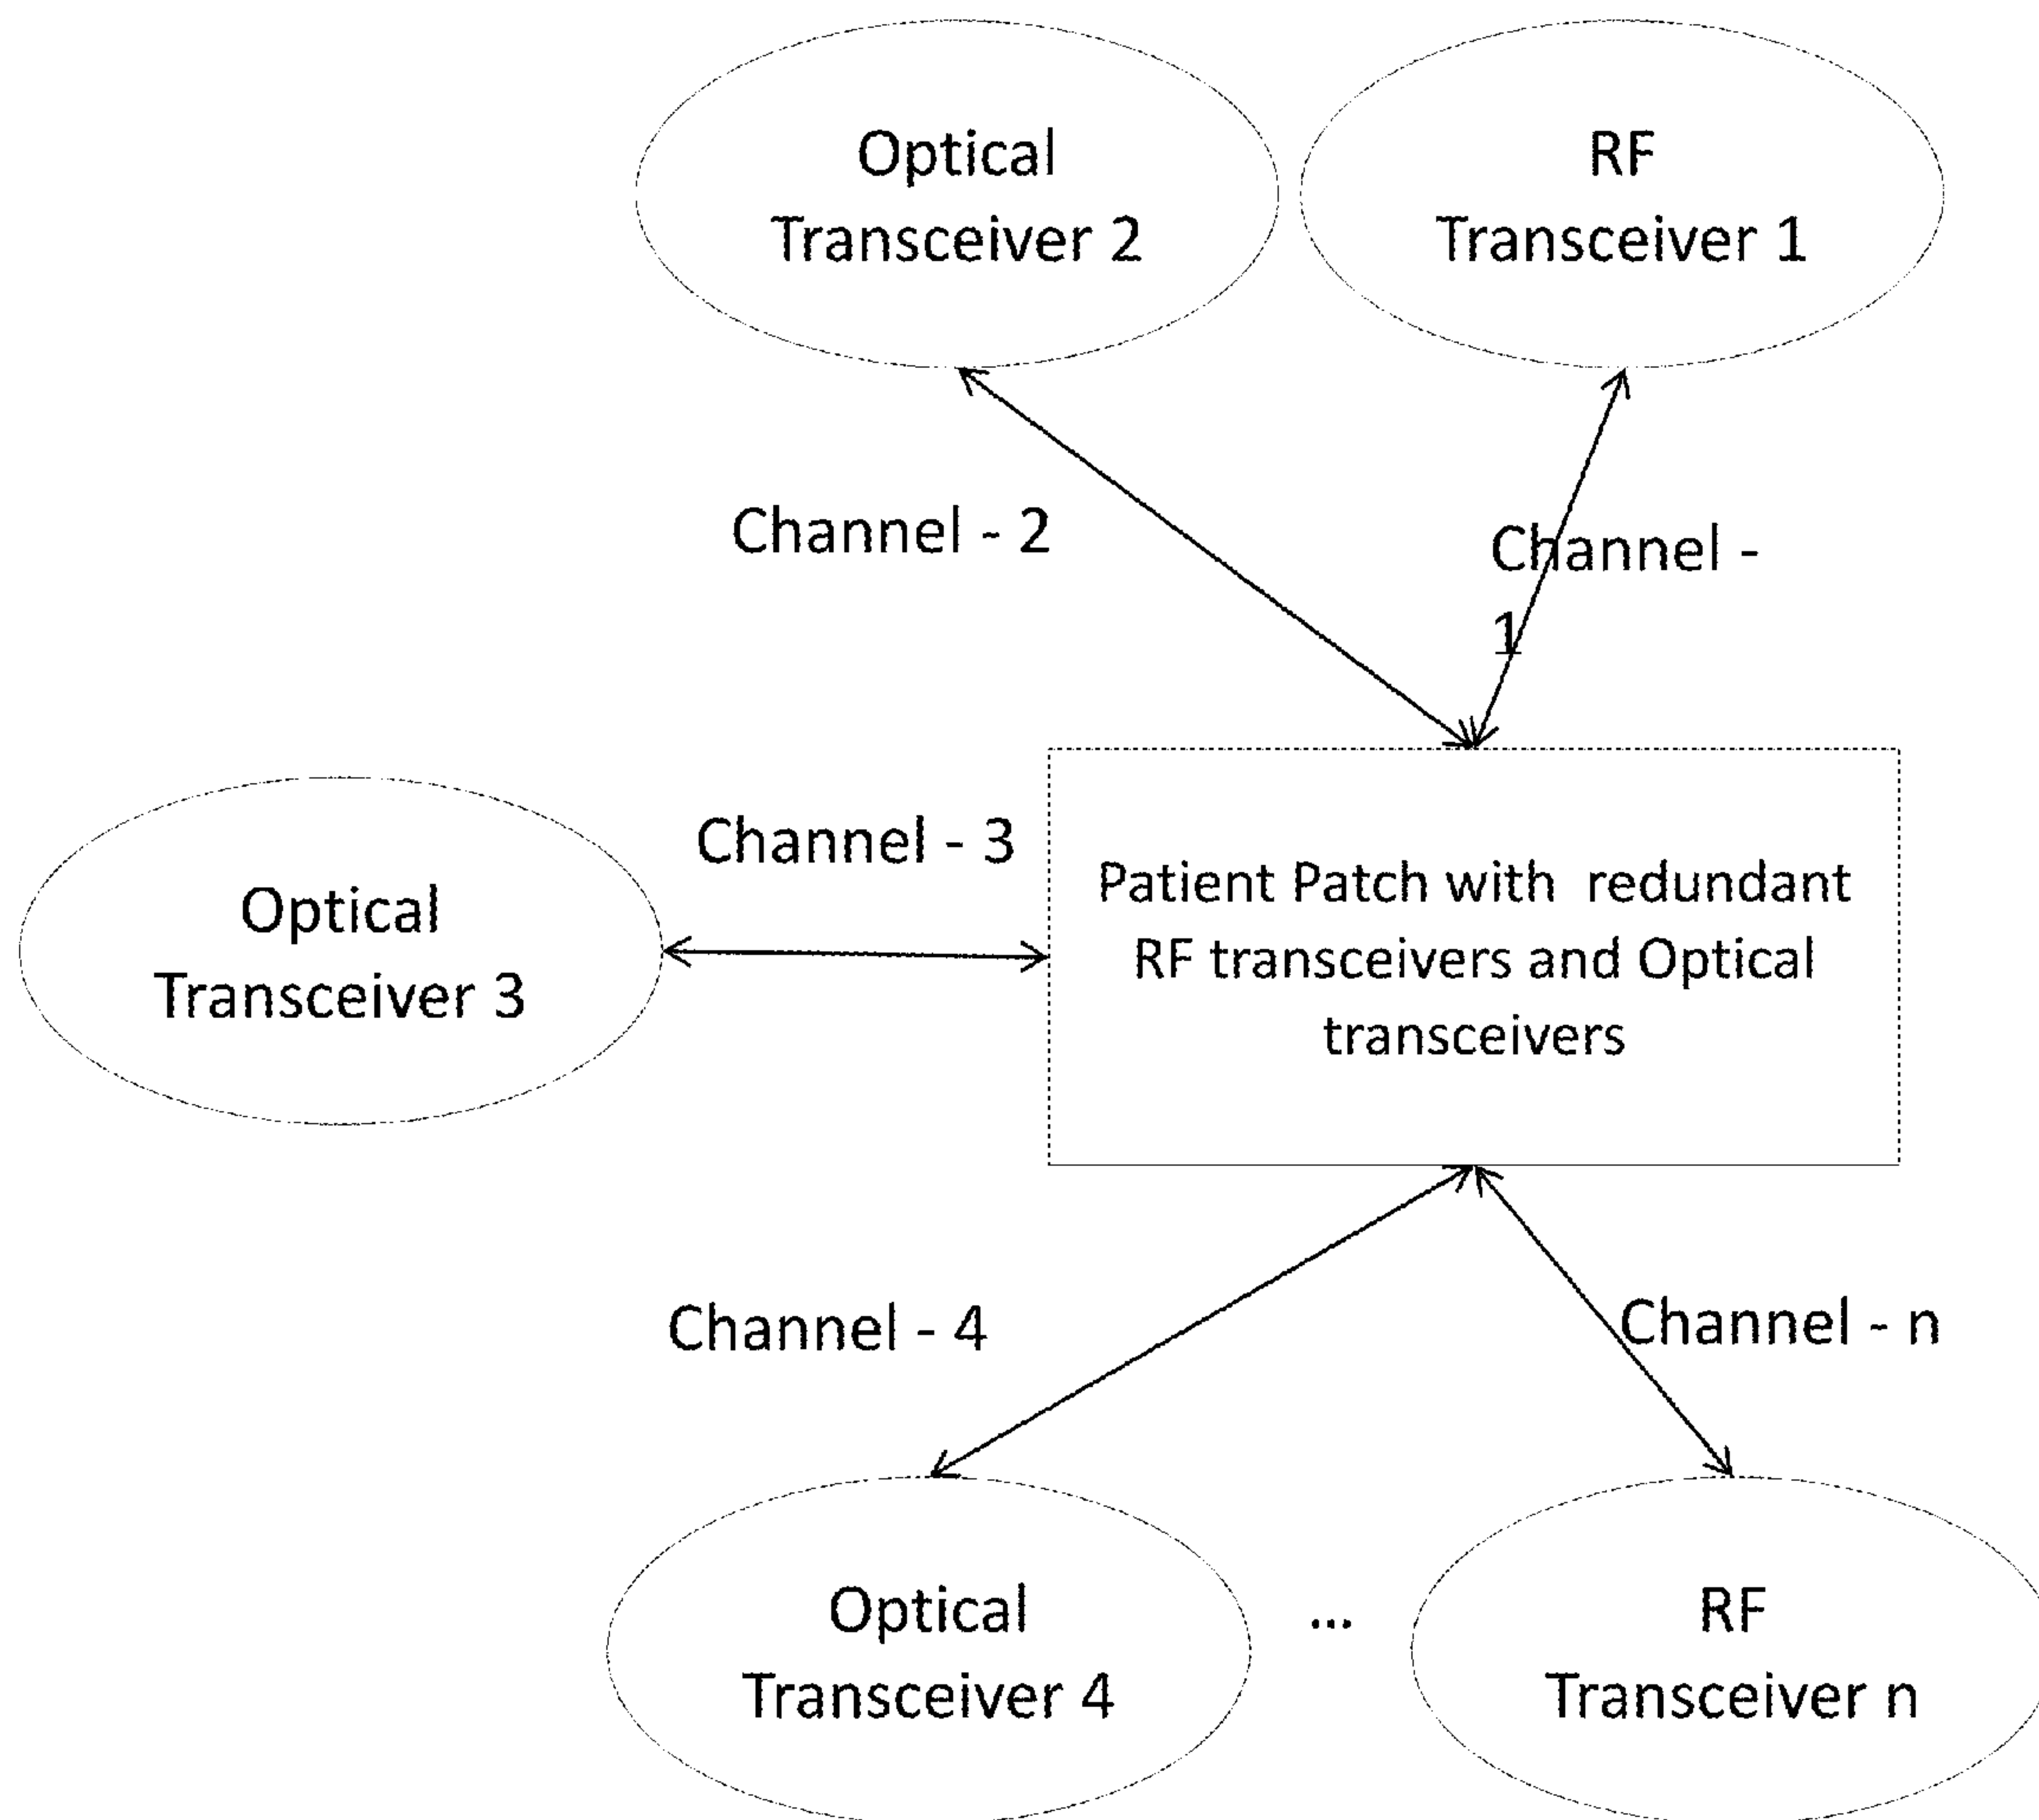 Optical
Transceiver 2
RF
Transceiver 1
Channel - 2
Channel -
1
Channel - 3
Optical
Transceiver 3
Patient Patch with  redundant
RF transceivers and Optical
transceivers
Channel - 4
Channel - n
Optical
Transceiver 4
...
RF
Transceiver n